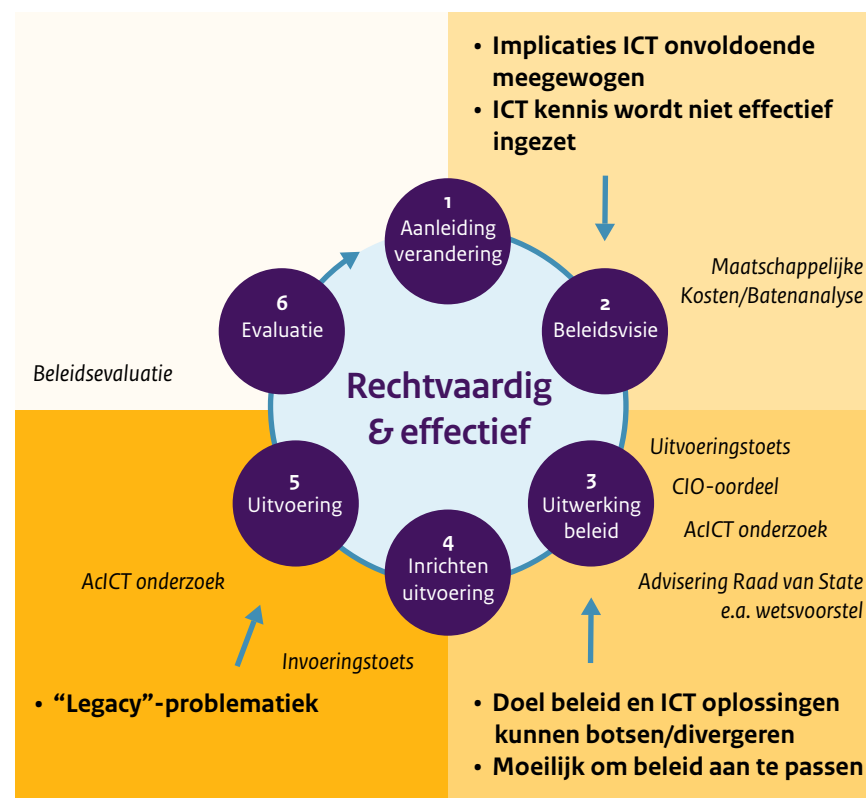 • Implicaties ICT onvoldoende
meegewogen
• ICT kennis wordt niet effectief
ingezet
1
Aanleiding
verandering
Maatschappelijke
Kosten/Batenanalyse
2
Beleidsvisie
6
Evaluatie
Beleidsevaluatie
Rechtvaardig
& effectief
Uitvoeringstoets
CIO-oordeel
AcICT onderzoek
Advisering Raad van State
e.a. wetsvoorstel
3
Uitwerking
beleid
5
Uitvoering
4
Inrichten
uitvoering
AcICT onderzoek
Invoeringstoets
• “Legacy”-problematiek
• Doel beleid en ICT oplossingen
kunnen botsen/divergeren
• Moeilijk om beleid aan te passen